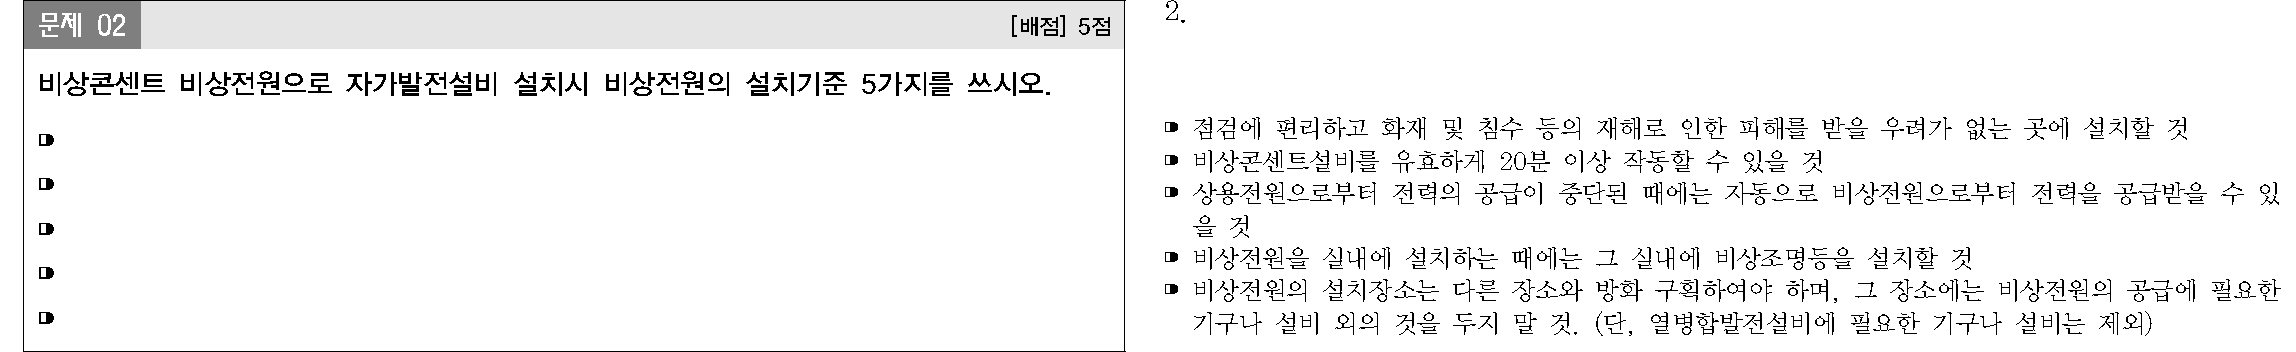 문제 02
[배점] 5점
비상콘센트 비상전원으로 자가발전설비 설치시 비상전원의 설치기준 5가지를 쓰시오.
2.
점검에 편리하고 화재 및 침수 등의 재해로 인한 피해를 받을 우려가 없는 곳에 설치할 것
비상콘센트설비를 유효하게 20분 이상 작동할 수 있을 것
상용전원으로부터 전력의 공급이 중단된 때에는 자동으로 비상전원으로부터 전력을 공급받을 수 있
을 것
비상전원을 실내에 설치하는 때에는 그 실내에 비상조명등을 설치할 것
비상전원의 설치장소는 다른 장소와 방화 구획하여야 하며, 그 장소에는 비상전원의 공급에 필요한
기구나 설비 외의 것을 두지 말 것. (단, 열병합발전설비에 필요한 기구나 설비는 제외)